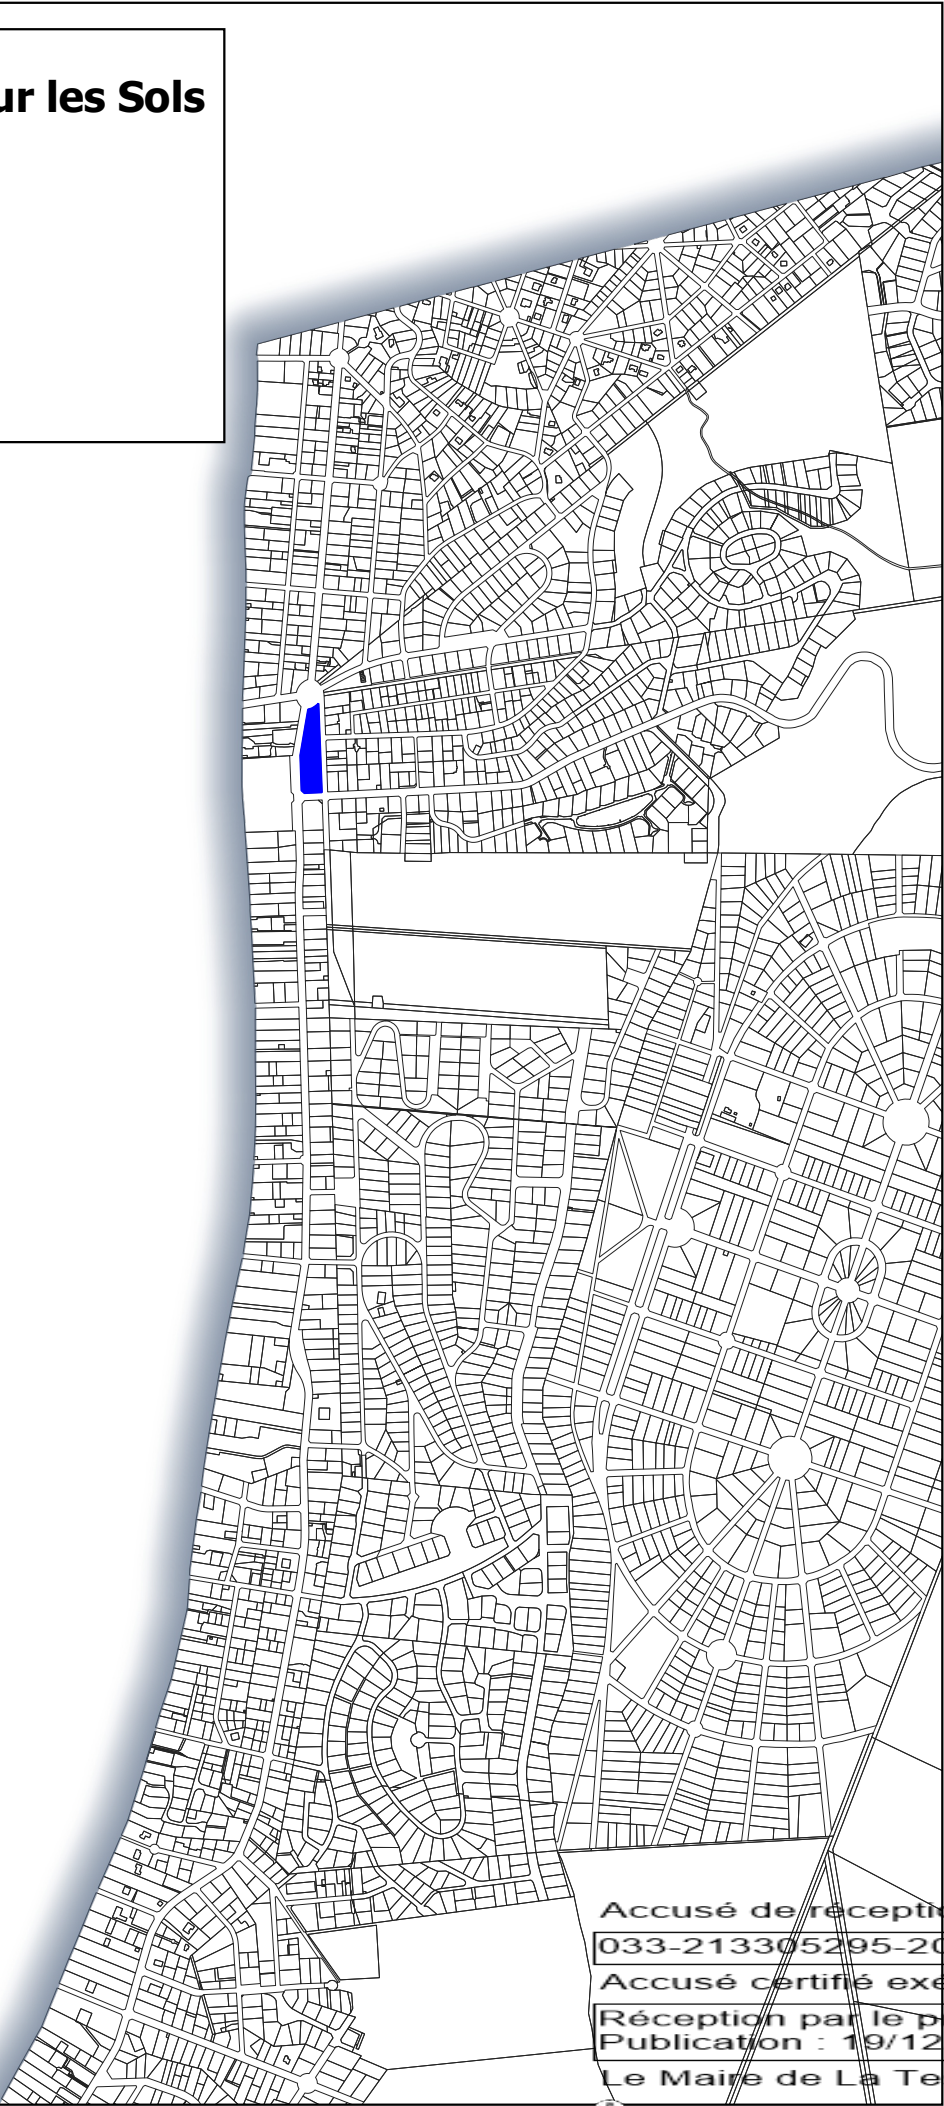 ur les Sols
Accusé de récepti
033-213305295-20
Accusé certifié exé
Réception par le p
Publication : 19/12
Le Maire de La Te